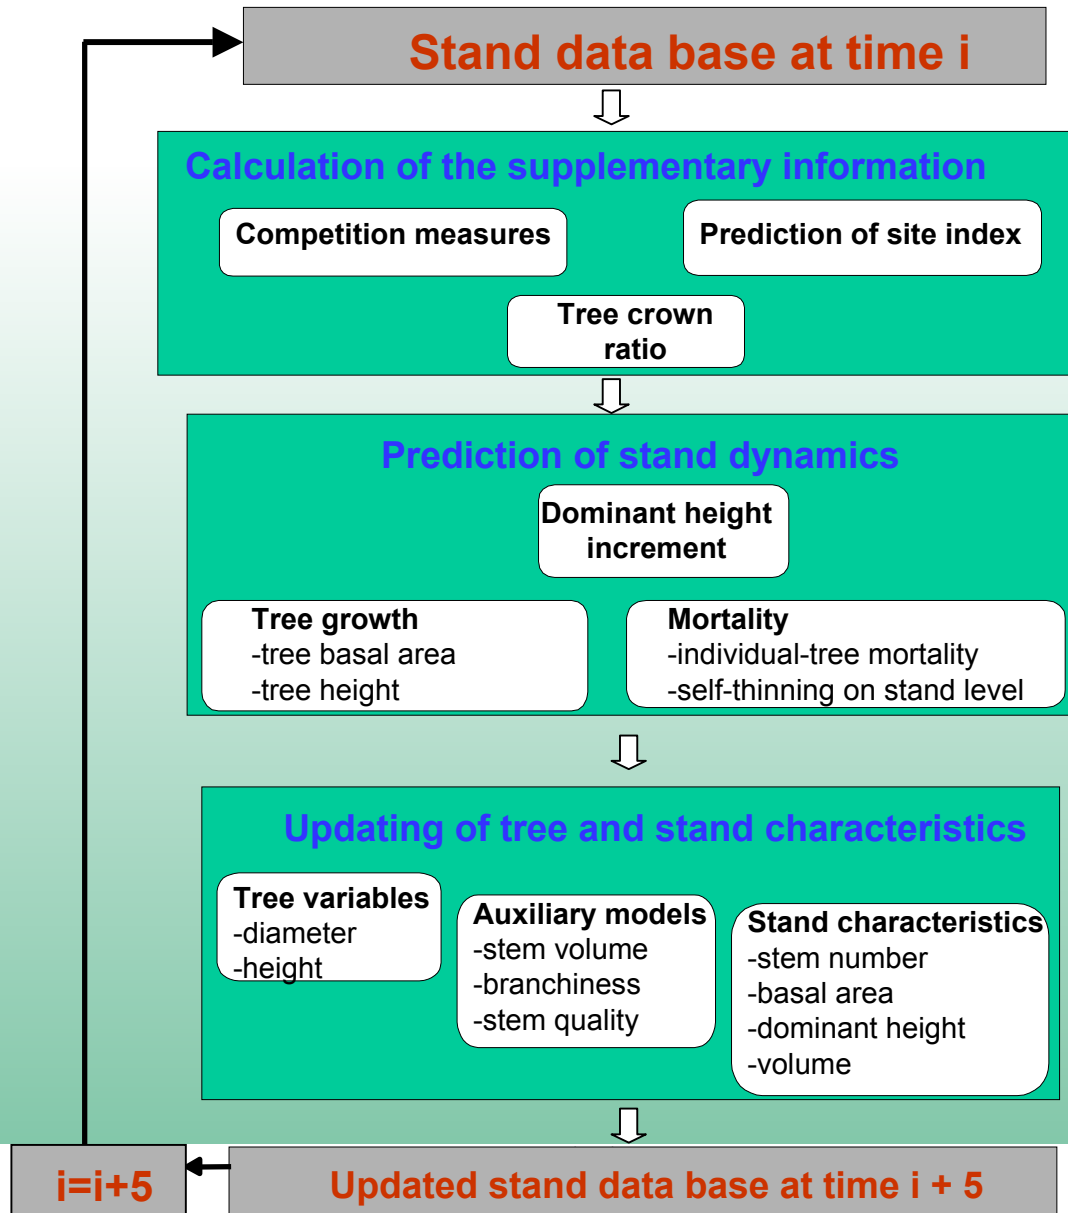 Stand data base at time i
Calculation of the supplementary information
Competition measures
Prediction of site index
Tree crown
ratio
Prediction of stand dynamics
Dominant height
increment
Tree growth
-tree basal area
-tree height
Mortality
-individual-tree mortality
-self-thinning on stand level
Updating of tree and stand characteristics
Tree variables
-diameter
-height
Auxiliary models
-stem volume
-branchiness
-stem quality
Stand characteristics
-stem number
-basal area
-dominant height
-volume
i=i+5
Updated stand data base at time i + 5